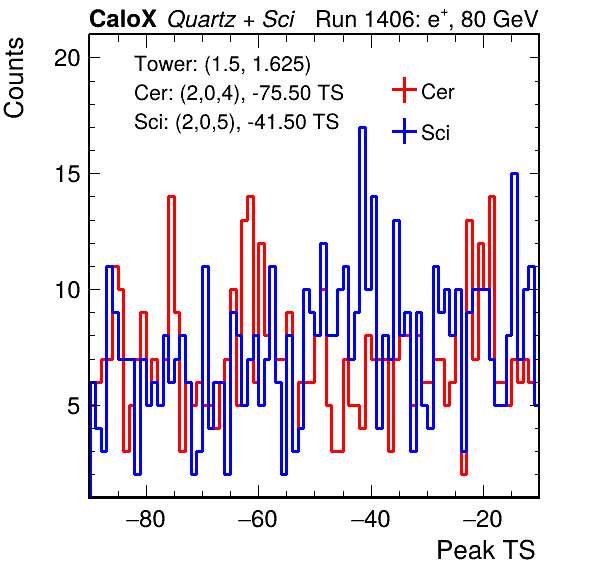 CaloX Quartz + Sci Run 1406: e+, 80 GeV
Counts
Tower: (1.5, 1.625)
Cer: (2,0,4), -75.50 TS
Sci: (2,0,5), -41.50 TS
Cer
Sci
20
15
10
5
−80 −60 −40 −20
Peak TS